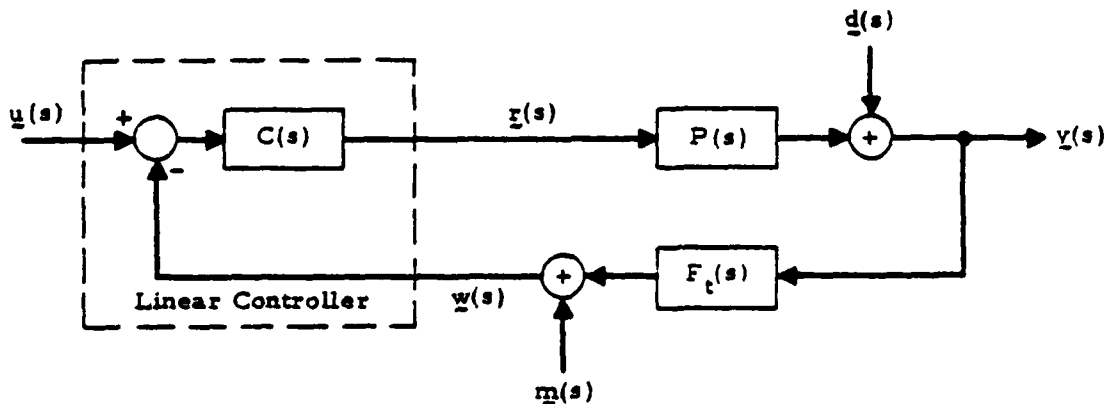 d(s)
u(s)
+
C(s)
r(s)
P(s)
+
y(s)
-
F_t(s)
+
Linear Controller
w(s)
m(s)